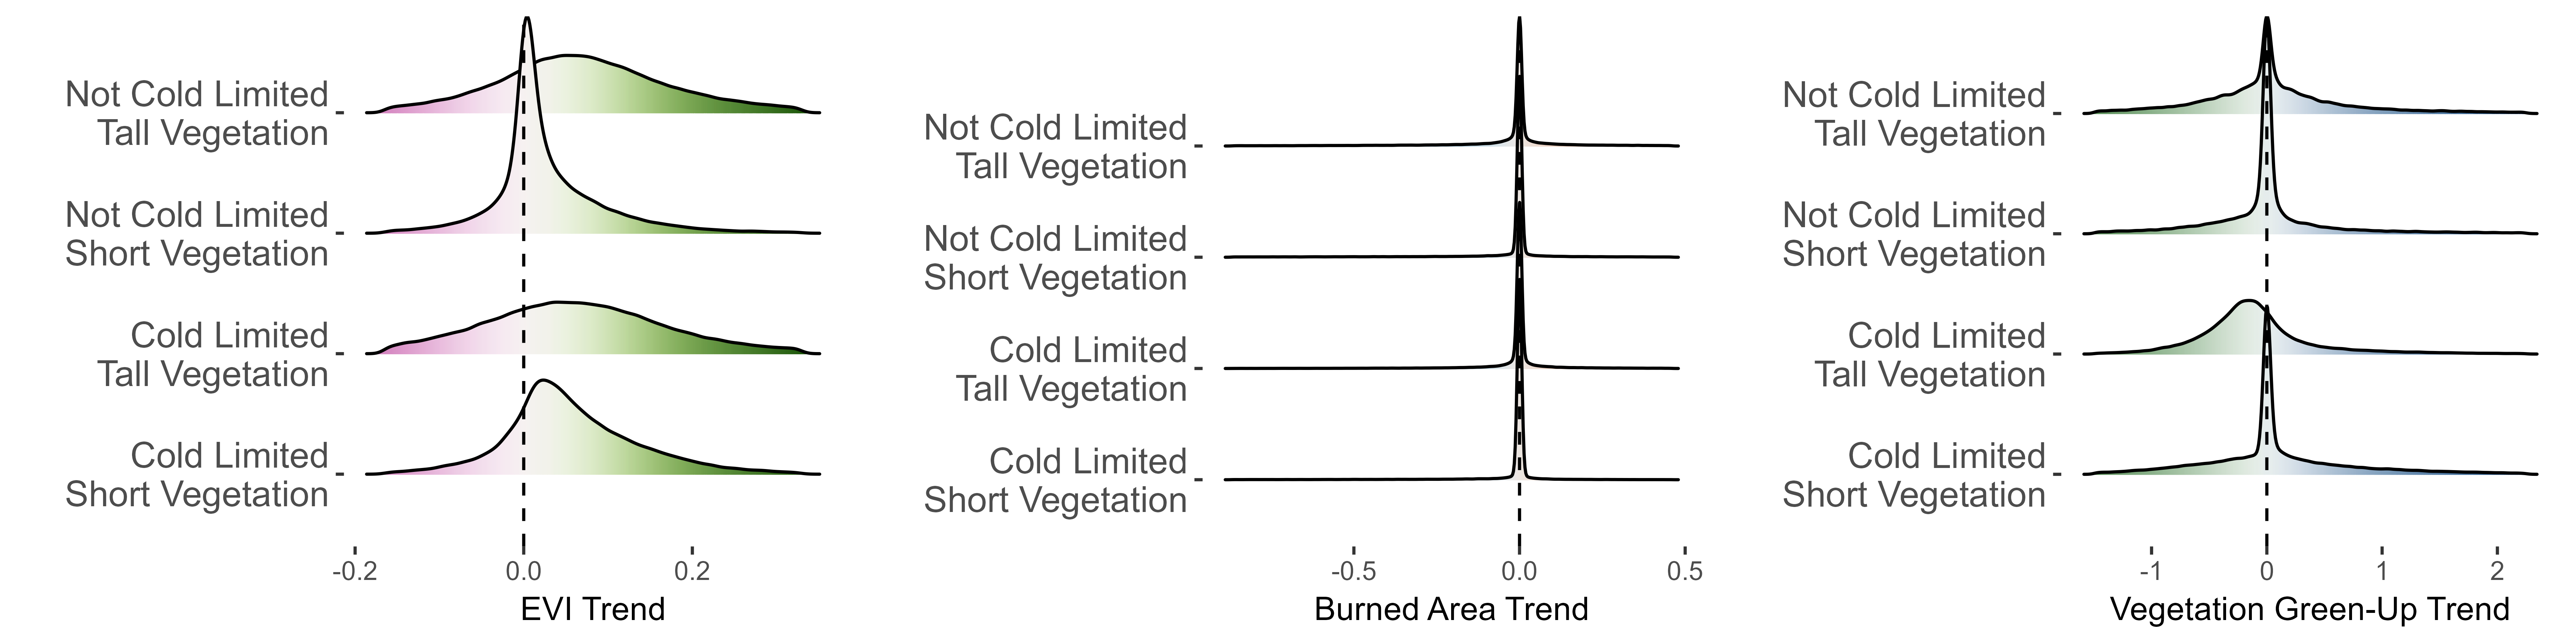 Not Cold Limited
Tall Vegetation
Not Cold Limited
Short Vegetation
Cold Limited
Tall Vegetation
Cold Limited
Short Vegetation
-0.2
0.0
0.2
EVI Trend
Not Cold Limited
Tall Vegetation
Not Cold Limited
Short Vegetation
Cold Limited
Tall Vegetation
Cold Limited
Short Vegetation
-0.5
0.0
0.5
Burned Area Trend
Not Cold Limited
Tall Vegetation
Not Cold Limited
Short Vegetation
Cold Limited
Tall Vegetation
Cold Limited
Short Vegetation
-1
0
1
2
Vegetation Green-Up Trend